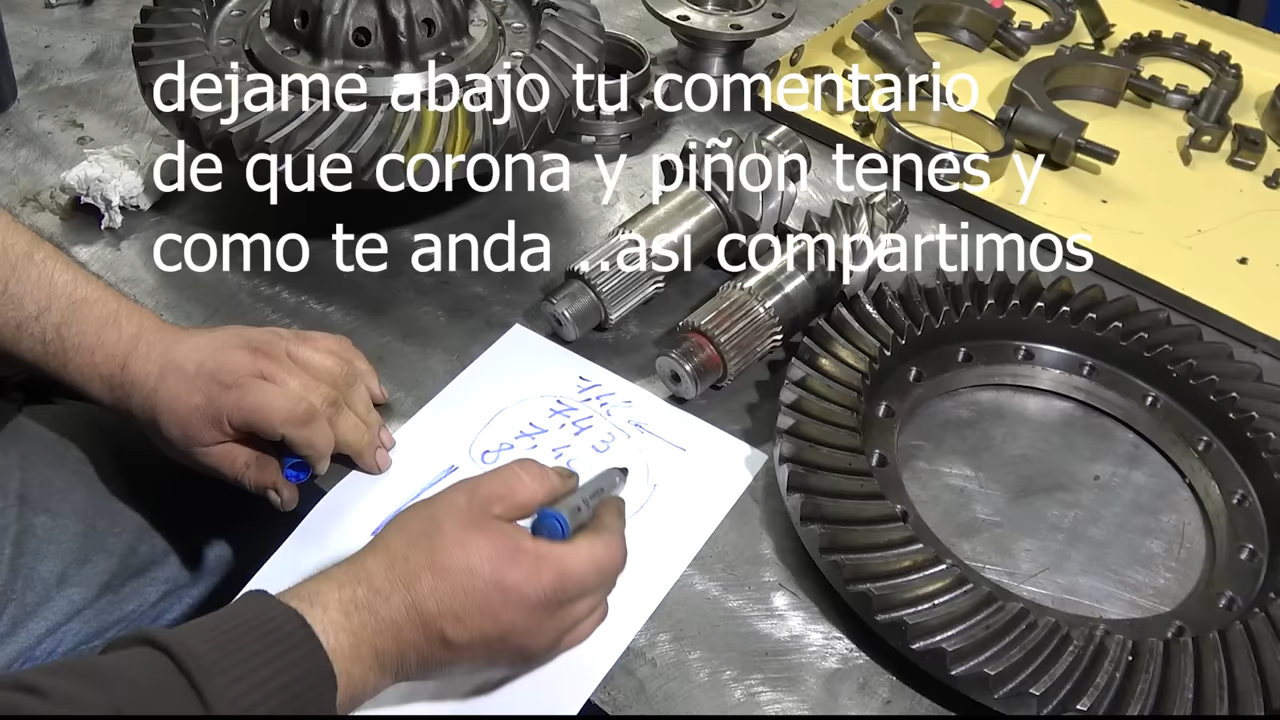 dejame abajo tu comentario
de que corona y piñon tenes y
como te anda ..asi compartimos